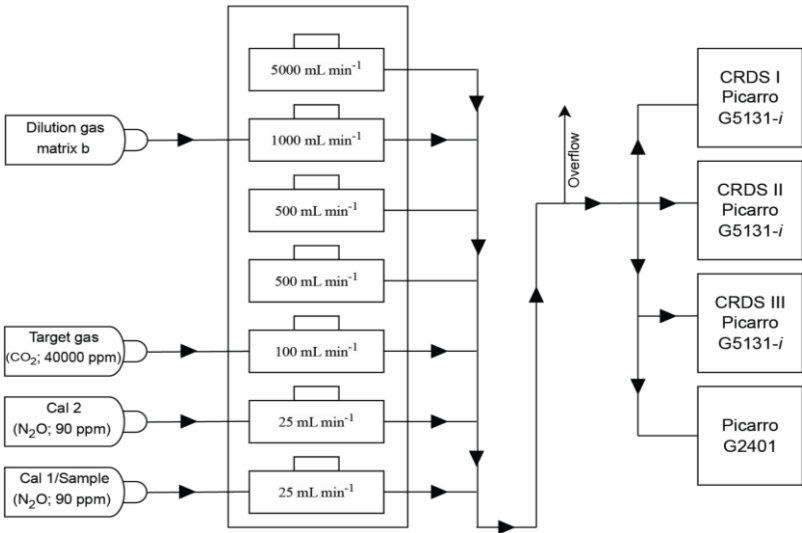 5000 mL min⁻¹
Dilution gas
matrix b
1000 mL min⁻¹
500 mL min⁻¹
500 mL min⁻¹
Target gas
(CO₂; 40000 ppm)
100 mL min⁻¹
Cal 2
(N₂O; 90 ppm)
25 mL min⁻¹
Cal 1/Sample
(N₂O; 90 ppm)
25 mL min⁻¹
Overflow
CRDS I
Picarro
G5131-i
CRDS II
Picarro
G5131-i
CRDS III
Picarro
G5131-i
Picarro
G2401